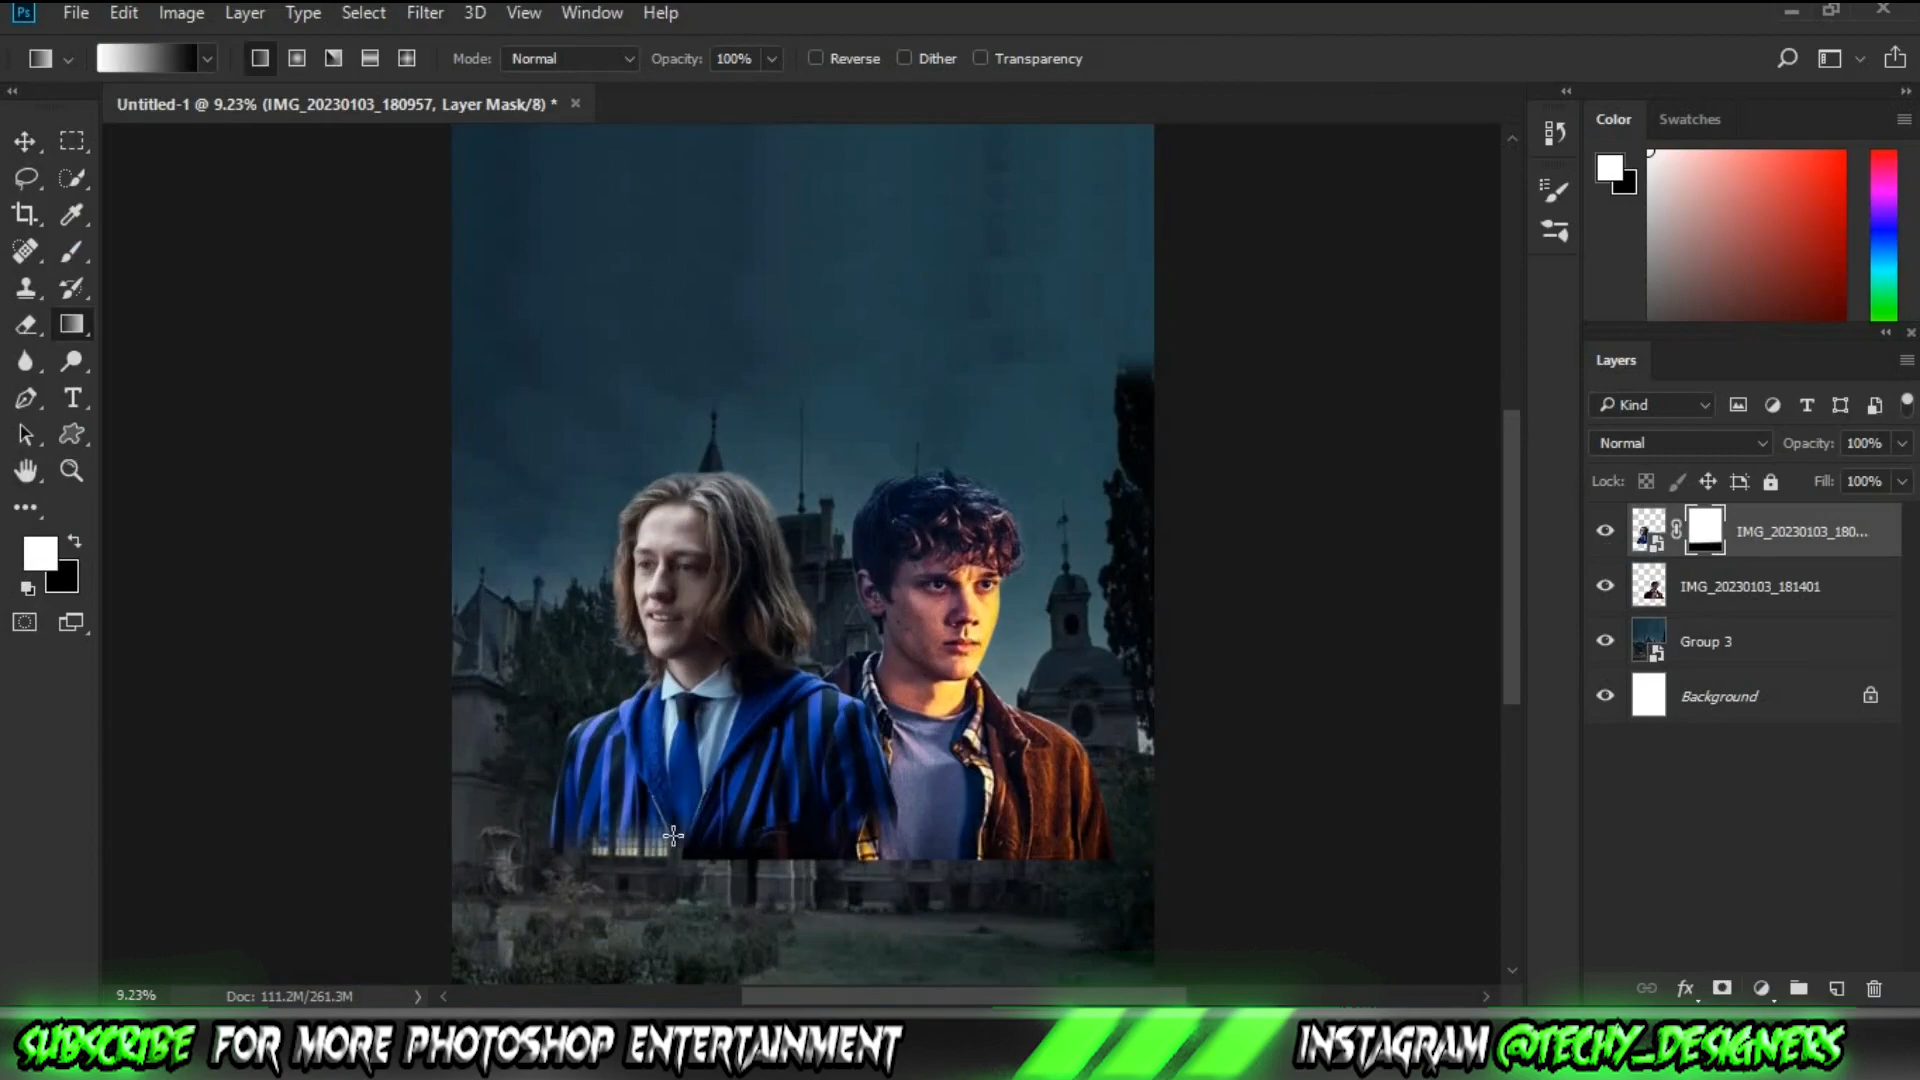 Ps File Edit Image Layer Type Select Filter 3D View Window Help
Mode: Normal Opacity: 100% Reverse Dither Transparency
Untitled-1 @ 9.23% (IMG_20230103_180957, Layer Mask/8) *
Color Swatches
Layers
Kind
Normal Opacity: 100%
Lock: Fill: 100%
IMG_20230103_180...
IMG_20230103_181401
Group 3
Background
fx
9.23% Doc: 111.2M/261.3M
SUBSCRIBE FOR MORE PHOTOSHOP ENTERTAINMENT
INSTAGRAM @TECHY_DESIGNERS